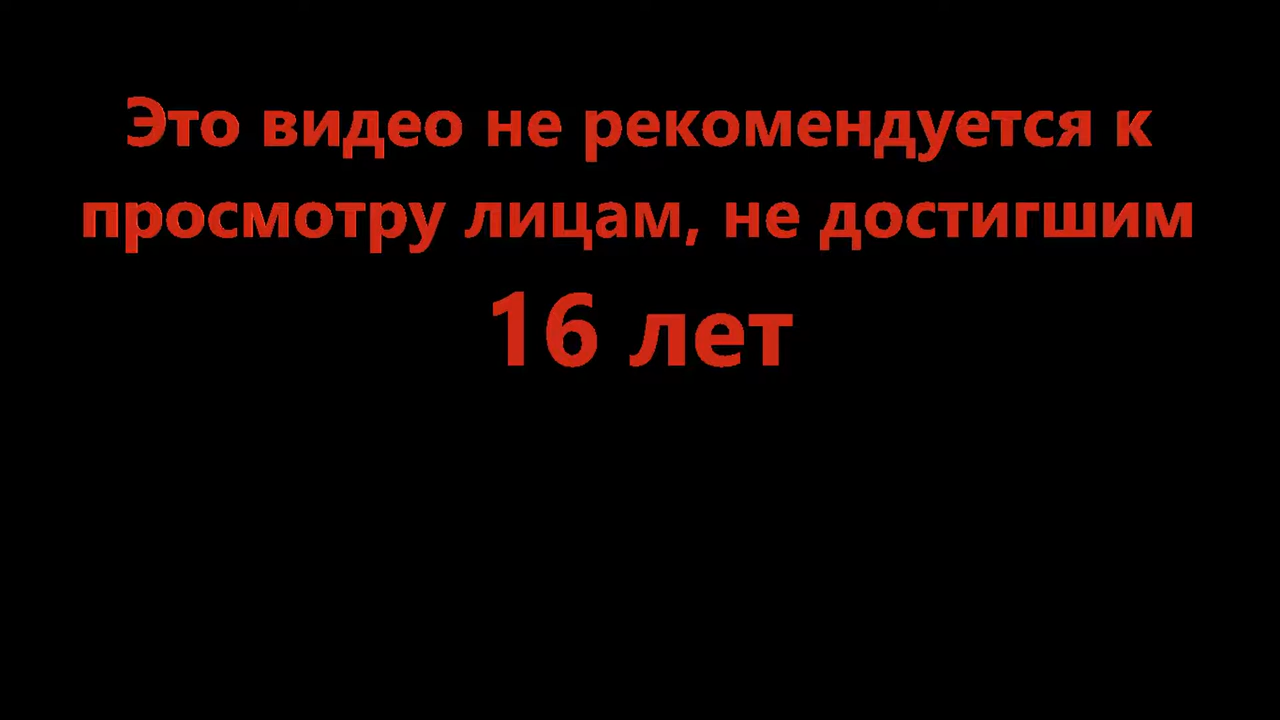 Это видео не рекомендуется к
просмотру лицам, не достигшим
16 лет